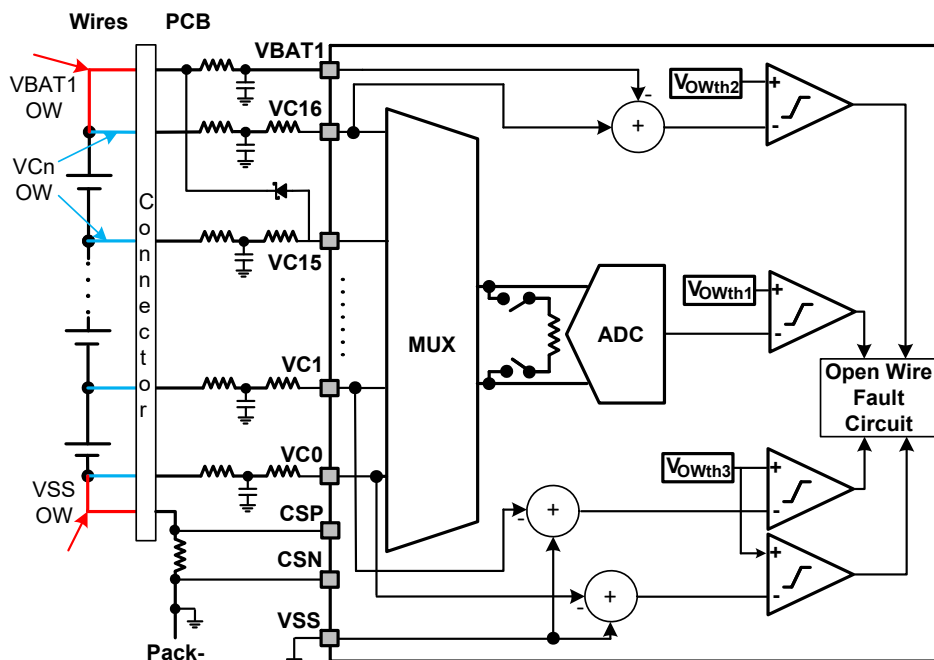 Wires PCB
VBAT1
VBAT1
OW
VC16
VCn
OW
VC15
Connector
VC1
VC0
VSS
OW
CSP
CSN
VSS
Pack-
MUX
ADC
VOWth2
+
-
-
+
VOWth1
+
-
Open Wire
Fault
Circuit
VOWth3
+
-
+
-
+
-
+
-